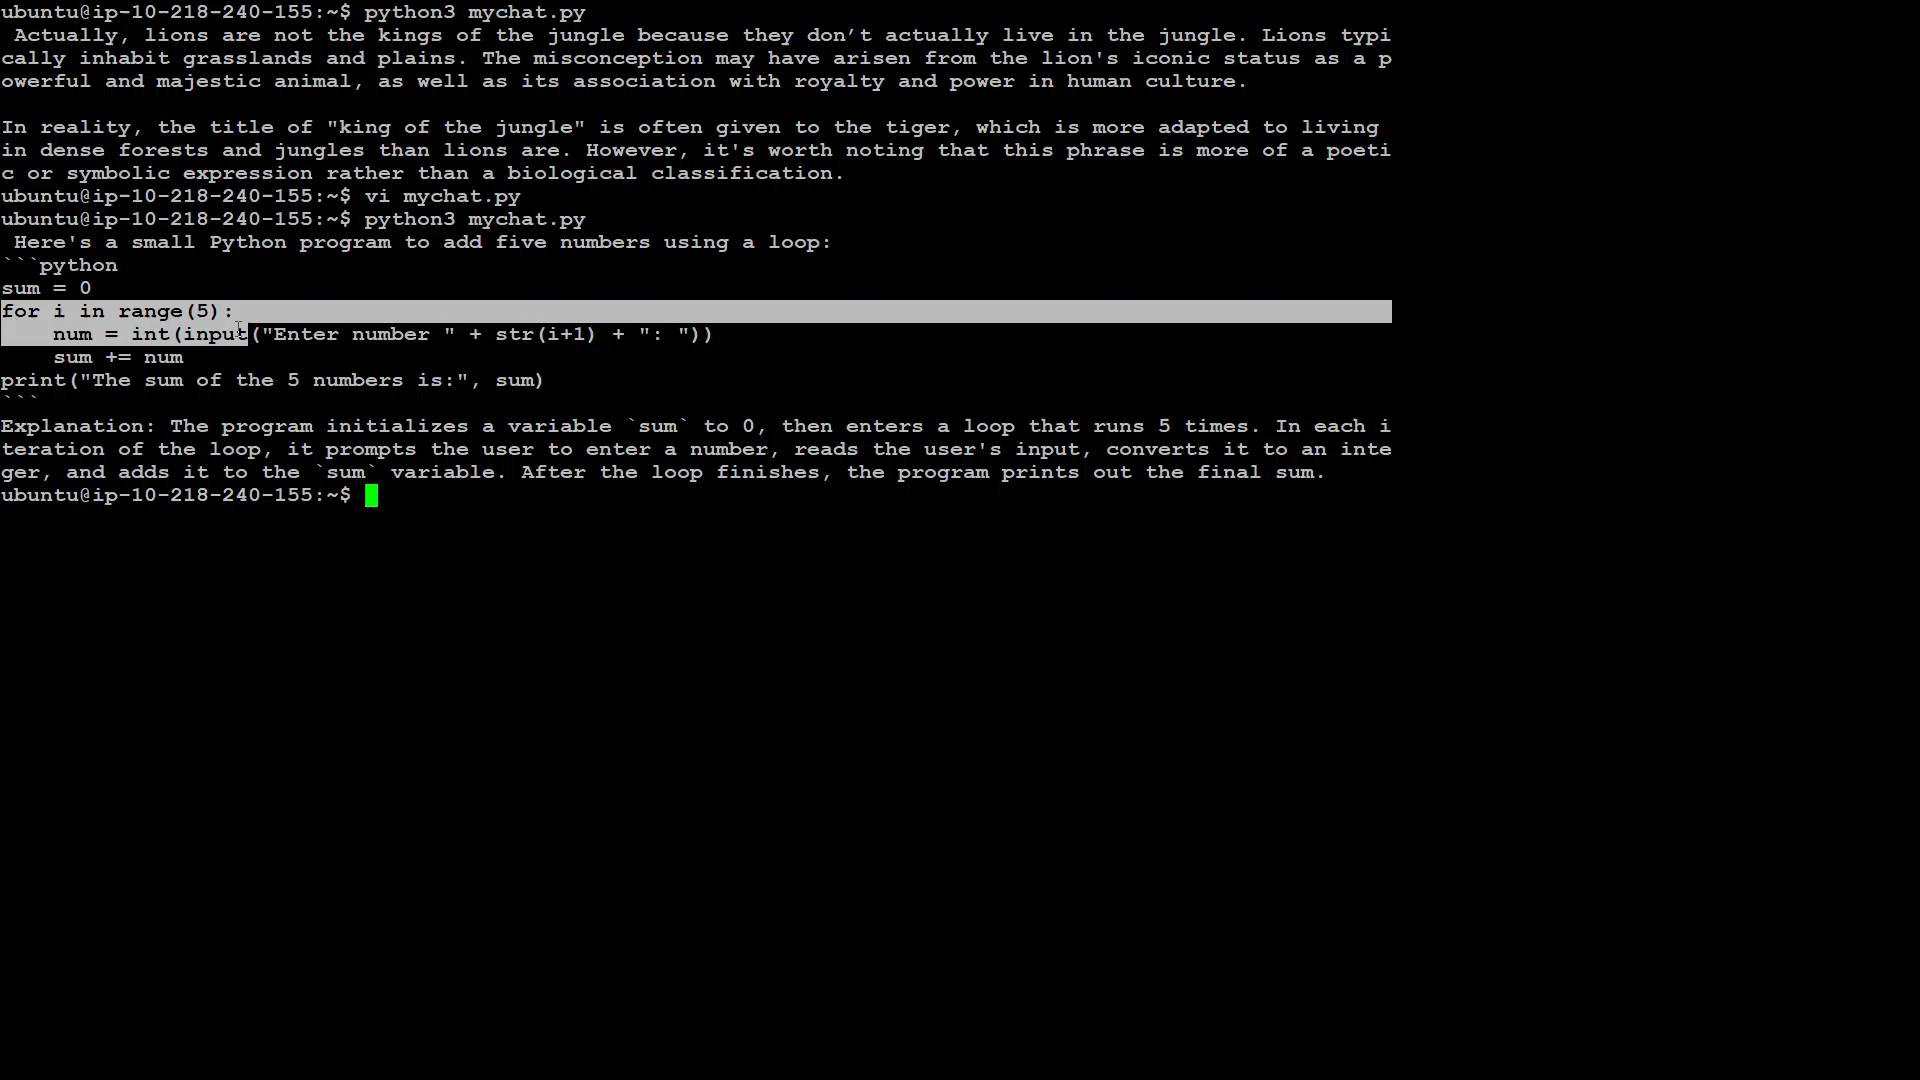 ubuntu@ip-10-218-240-155:~$ python3 mychat.py
 Actually, lions are not the kings of the jungle because they don’t actually live in the jungle. Lions typi
cally inhabit grasslands and plains. The misconception may have arisen from the lion's iconic status as a p
owerful and majestic animal, as well as its association with royalty and power in human culture.

In reality, the title of "king of the jungle" is often given to the tiger, which is more adapted to living
in dense forests and jungles than lions are. However, it's worth noting that this phrase is more of a poeti
c or symbolic expression rather than a biological classification.
ubuntu@ip-10-218-240-155:~$ vi mychat.py
ubuntu@ip-10-218-240-155:~$ python3 mychat.py
 Here's a small Python program to add five numbers using a loop:
```python
sum = 0
for i in range(5):
    num = int(input("Enter number " + str(i+1) + ": "))
    sum += num
print("The sum of the 5 numbers is:", sum)
```
Explanation: The program initializes a variable `sum` to 0, then enters a loop that runs 5 times. In each i
teration of the loop, it prompts the user to enter a number, reads the user's input, converts it to an inte
ger, and adds it to the `sum` variable. After the loop finishes, the program prints out the final sum.
ubuntu@ip-10-218-240-155:~$